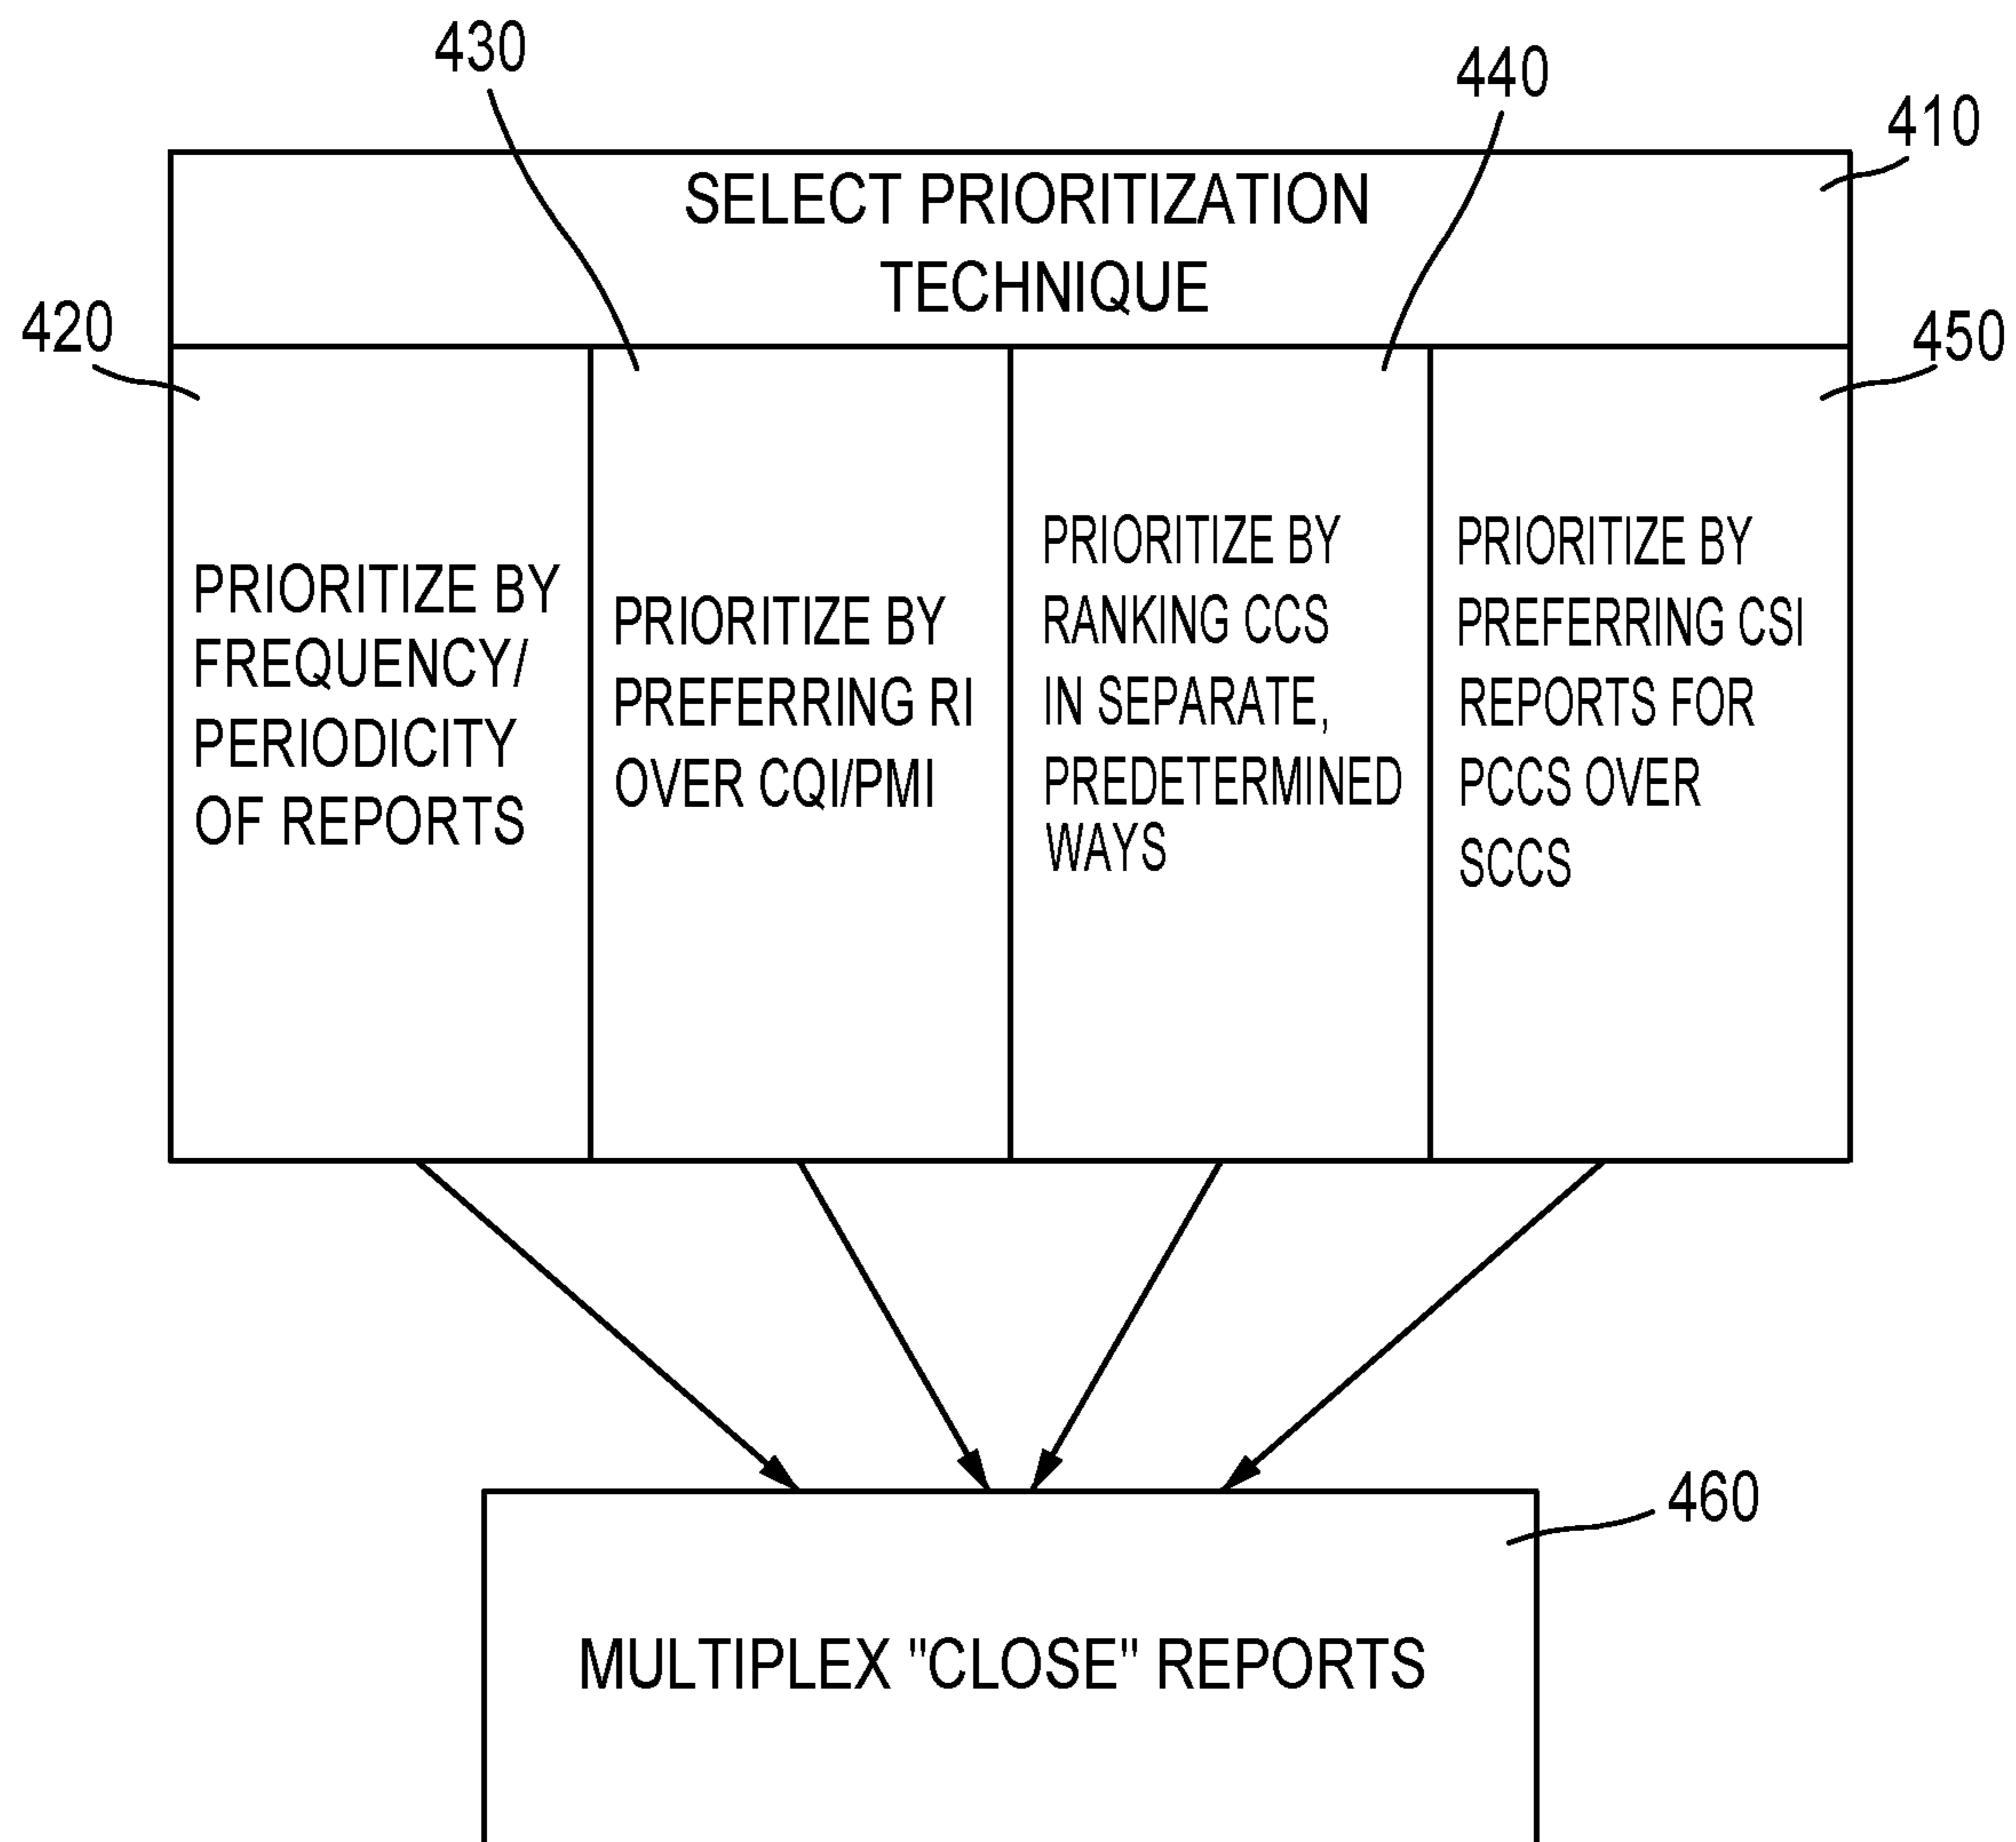 430
440
410
SELECT PRIORITIZATION
TECHNIQUE
420
450
PRIORITIZE BY
FREQUENCY/
PERIODICITY
OF REPORTS
PRIORITIZE BY
PREFERRING RI
OVER CQI/PMI
PRIORITIZE BY
RANKING CCS
IN SEPARATE,
PREDETERMINED
WAYS
PRIORITIZE BY
PREFERRING CSI
REPORTS FOR
PCCS OVER
SCCS
460
MULTIPLEX "CLOSE" REPORTS